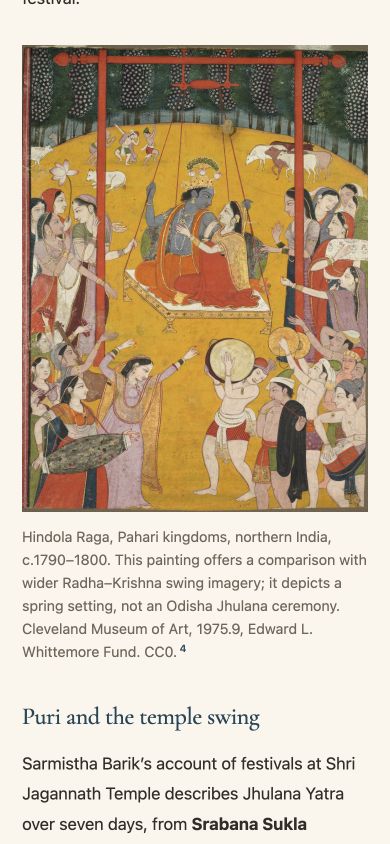 festival.
Hindola Raga, Pahari kingdoms, northern India,
c.1790–1800. This painting offers a comparison with
wider Radha–Krishna swing imagery; it depicts a
spring setting, not an Odisha Jhulana ceremony.
Cleveland Museum of Art, 1975.9, Edward L.
Whittemore Fund. CC0. 4
Puri and the temple swing
Sarmistha Barik’s account of festivals at Shri
Jagannath Temple describes Jhulana Yatra
over seven days, from Srabana Sukla